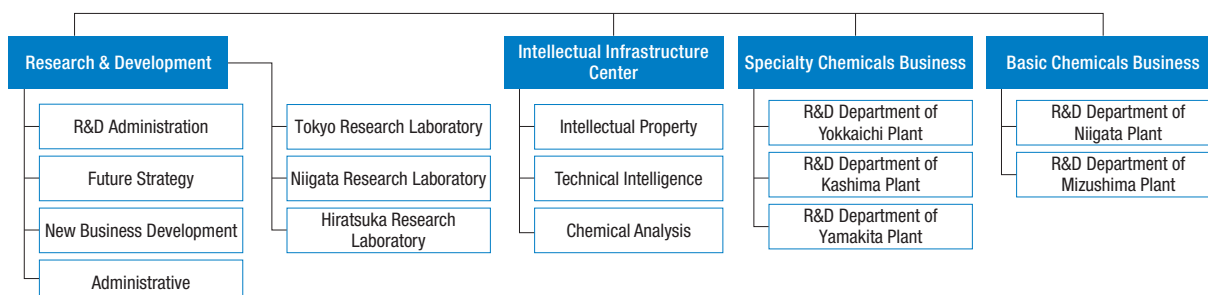 Research & Development
R&D Administration
Future Strategy
New Business Development
Administrative
Tokyo Research Laboratory
Niigata Research Laboratory
Hiratsuka Research
Laboratory
Intellectual Infrastructure
Center
Intellectual Property
Technical Intelligence
Chemical Analysis
Specialty Chemicals Business
R&D Department of
Yokkaichi Plant
R&D Department of
Kashima Plant
R&D Department of
Yamakita Plant
Basic Chemicals Business
R&D Department of
Niigata Plant
R&D Department of
Mizushima Plant